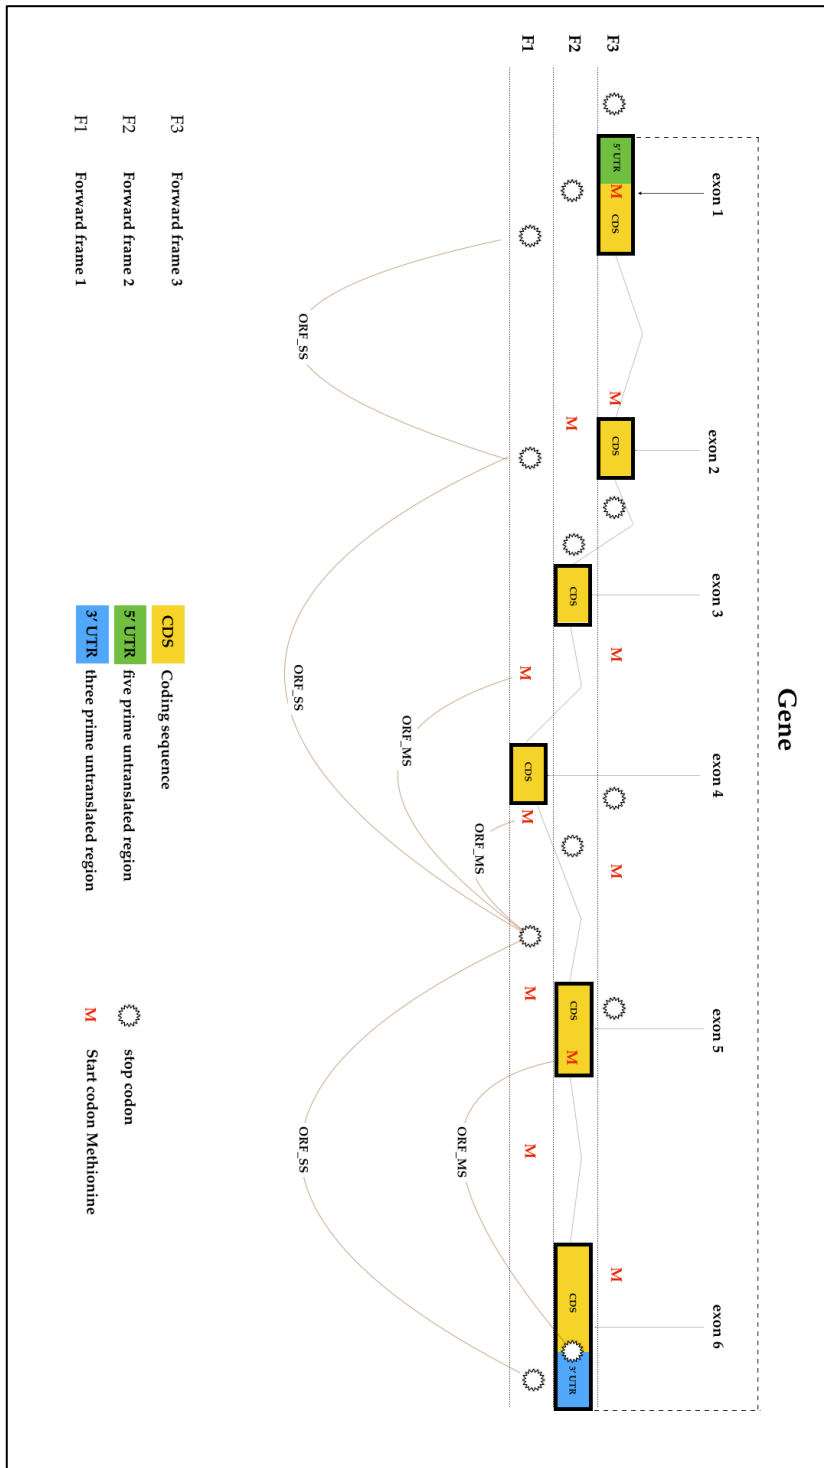 Gene
exon 1
exon 2
exon 3
exon 4
exon 5
exon 6
F3
5' UTR
M
CDS
M
CDS
M
M
M
F2
M
CDS
CDS
M
CDS
3' UTR
F1
M
CDS
M
M
M
ORF_MS
ORF_MS
ORF_MS
ORF_SS
ORF_SS
ORF_SS
F3 Forward frame 3
F2 Forward frame 2
F1 Forward frame 1
CDS Coding sequence
5' UTR five prime untranslated region
3' UTR three prime untranslated region
stop codon
M Start codon Methionine